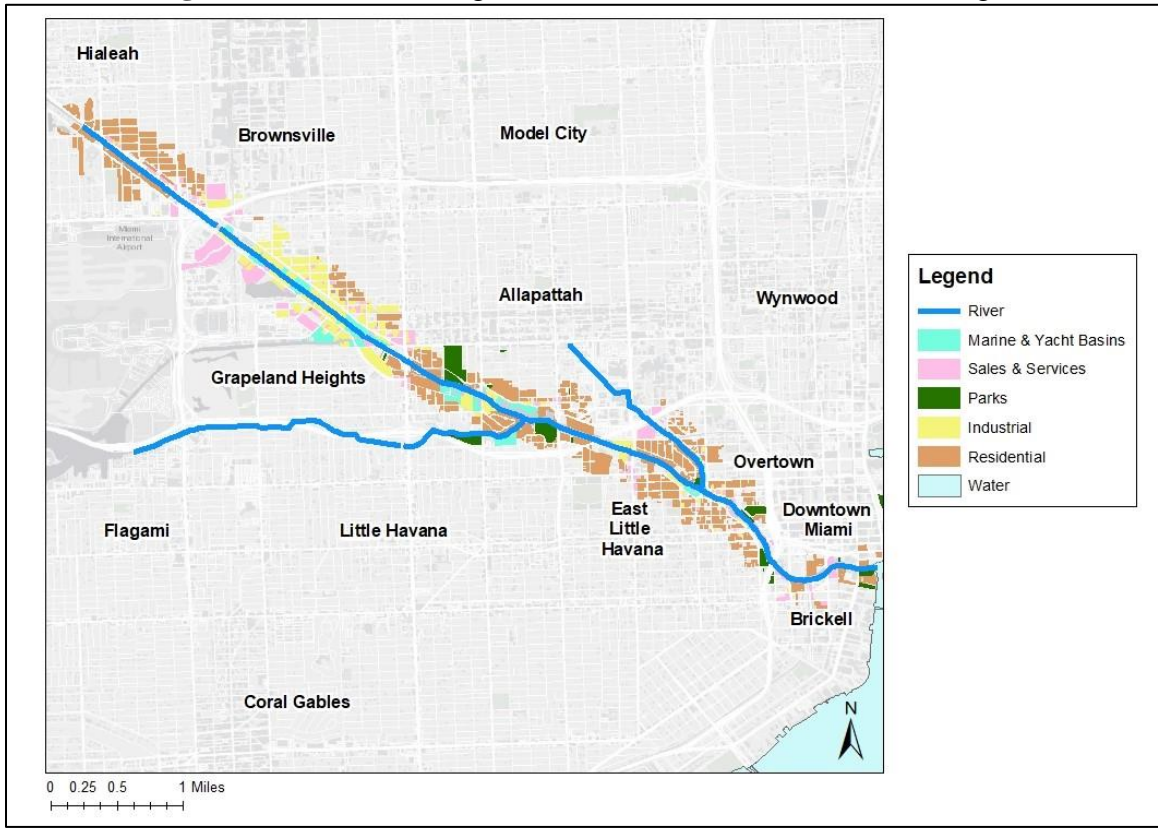 Hialeah
Brownsville
Model City
Miami
International
Airport
Allapattah
Wynwood
Grapeland Heights
Overtown
Flagami
Little Havana
East
Little
Havana
Downtown
Miami
Brickell
Coral Gables
N
0 0.25 0.5 1 Miles
Legend
River
Marine & Yacht Basins
Sales & Services
Parks
Industrial
Residential
Water